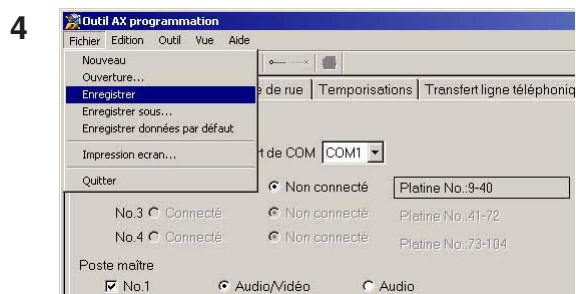 4
Outil AX programmation
Fichier Edition Outil Vue Aide
Nouveau
Ouverture...
Enregistrer
Enregistrer sous...
Enregistrer données par défaut
Impression ecran...
Quitter
e de rue Temporisations Transfert ligne téléphoniq
rt de COM COM1
Non connecté Platine No.:9-40
No.3 Connecté Non connecté Platine No.:41-72
No.4 Connecté Non connecté Platine No.:73-104
Poste maître
No.1 Audio/Vidéo Audio